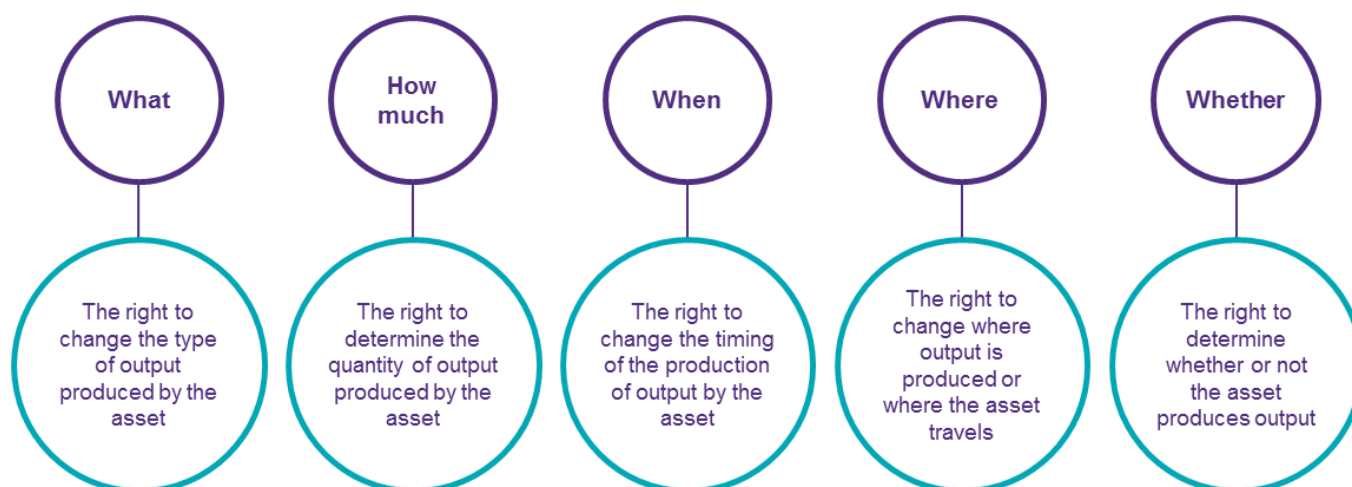 What
How
much
When
Where
Whether
The right to
change the type
of output
produced by the
asset
The right to
determine the
quantity of output
produced by the
asset
The right to
change the timing
of the production
of output by the
asset
The right to
change where
output is
produced or
where the asset
travels
The right to
determine
whether or not
the asset
produces output